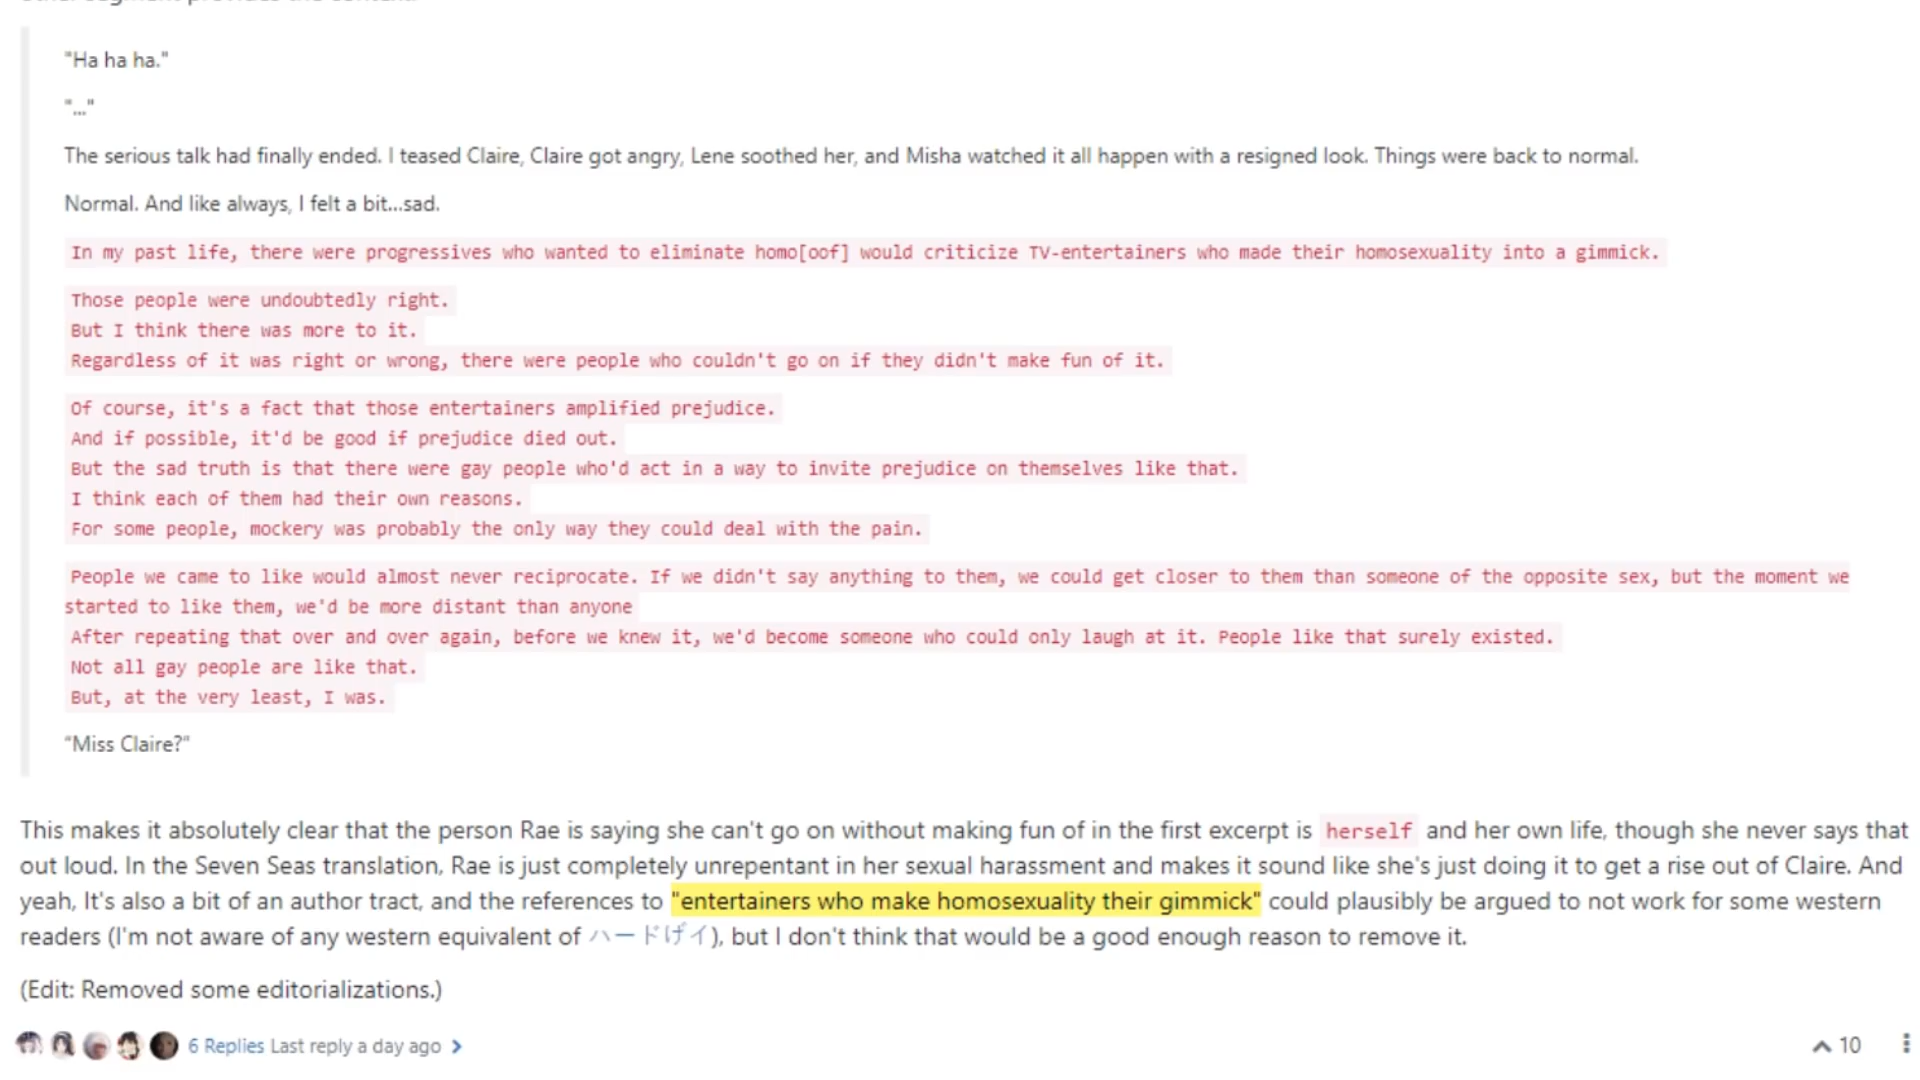 "Ha ha ha."
"..."
The serious talk had finally ended. I teased Claire, Claire got angry, Lene soothed her, and Misha watched it all happen with a resigned look. Things were back to normal.
Normal. And like always, I felt a bit...sad.
In my past life, there were progressives who wanted to eliminate homo[oof] would criticize TV-entertainers who made their homosexuality into a gimmick.
Those people were undoubtedly right.
But I think there was more to it.
Regardless of it was right or wrong, there were people who couldn't go on if they didn't make fun of it.
Of course, it's a fact that those entertainers amplified prejudice.
And if possible, it'd be good if prejudice died out.
But the sad truth is that there were gay people who'd act in a way to invite prejudice on themselves like that.
I think each of them had their own reasons.
For some people, mockery was probably the only way they could deal with the pain.
People we came to like would almost never reciprocate. If we didn't say anything to them, we could get closer to them than someone of the opposite sex, but the moment we
started to like them, we'd be more distant than anyone
After repeating that over and over again, before we knew it, we'd become someone who could only laugh at it. People like that surely existed.
Not all gay people are like that.
But, at the very least, I was.
"Miss Claire?"
This makes it absolutely clear that the person Rae is saying she can't go on without making fun of in the first excerpt is herself and her own life, though she never says that
out loud. In the Seven Seas translation, Rae is just completely unrepentant in her sexual harassment and makes it sound like she's just doing it to get a rise out of Claire. And
yeah, It's also a bit of an author tract, and the references to "entertainers who make homosexuality their gimmick" could plausibly be argued to not work for some western
readers (I'm not aware of any western equivalent of ハードげイ), but I don't think that would be a good enough reason to remove it.
(Edit: Removed some editorializations.)
6 Replies Last reply a day ago
10